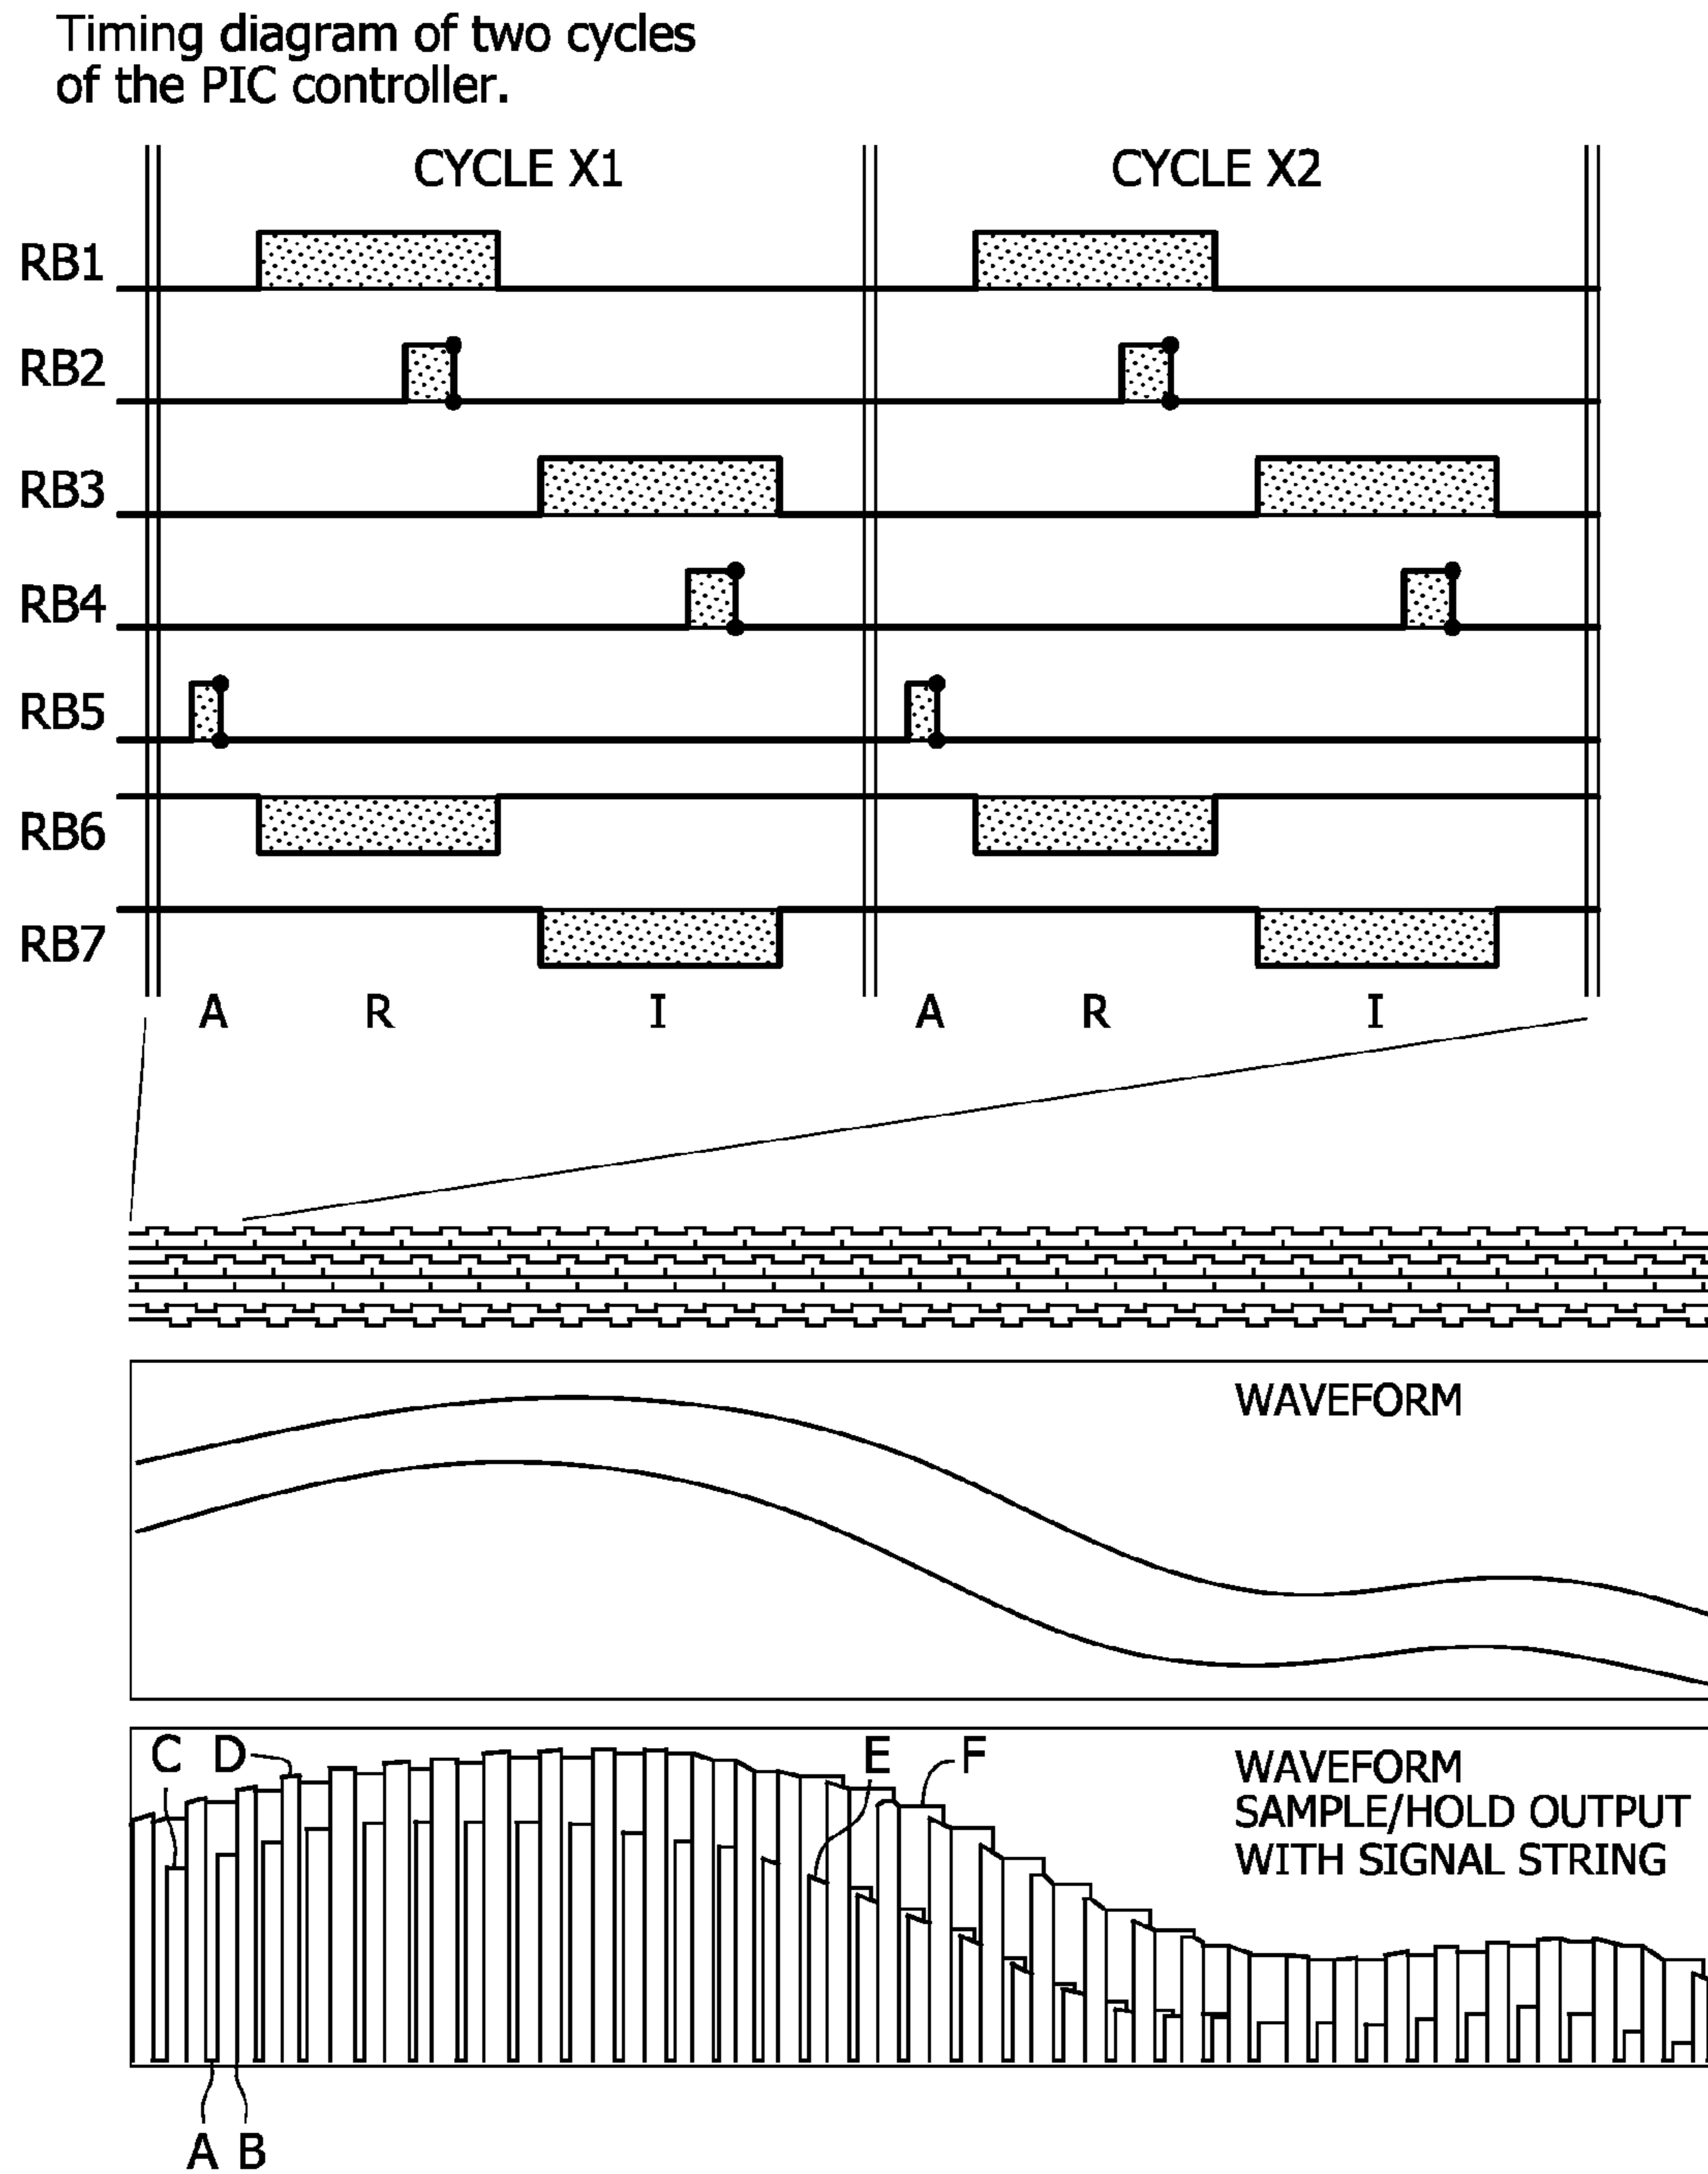 Timing diagram of two cycles
of the PIC controller.
CYCLE X1 CYCLE X2
RB1
RB2
RB3
RB4
RB5
RB6
RB7
A R I A R I
WAVEFORM
C D E F
WAVEFORM
SAMPLE/HOLD OUTPUT
WITH SIGNAL STRING
A B